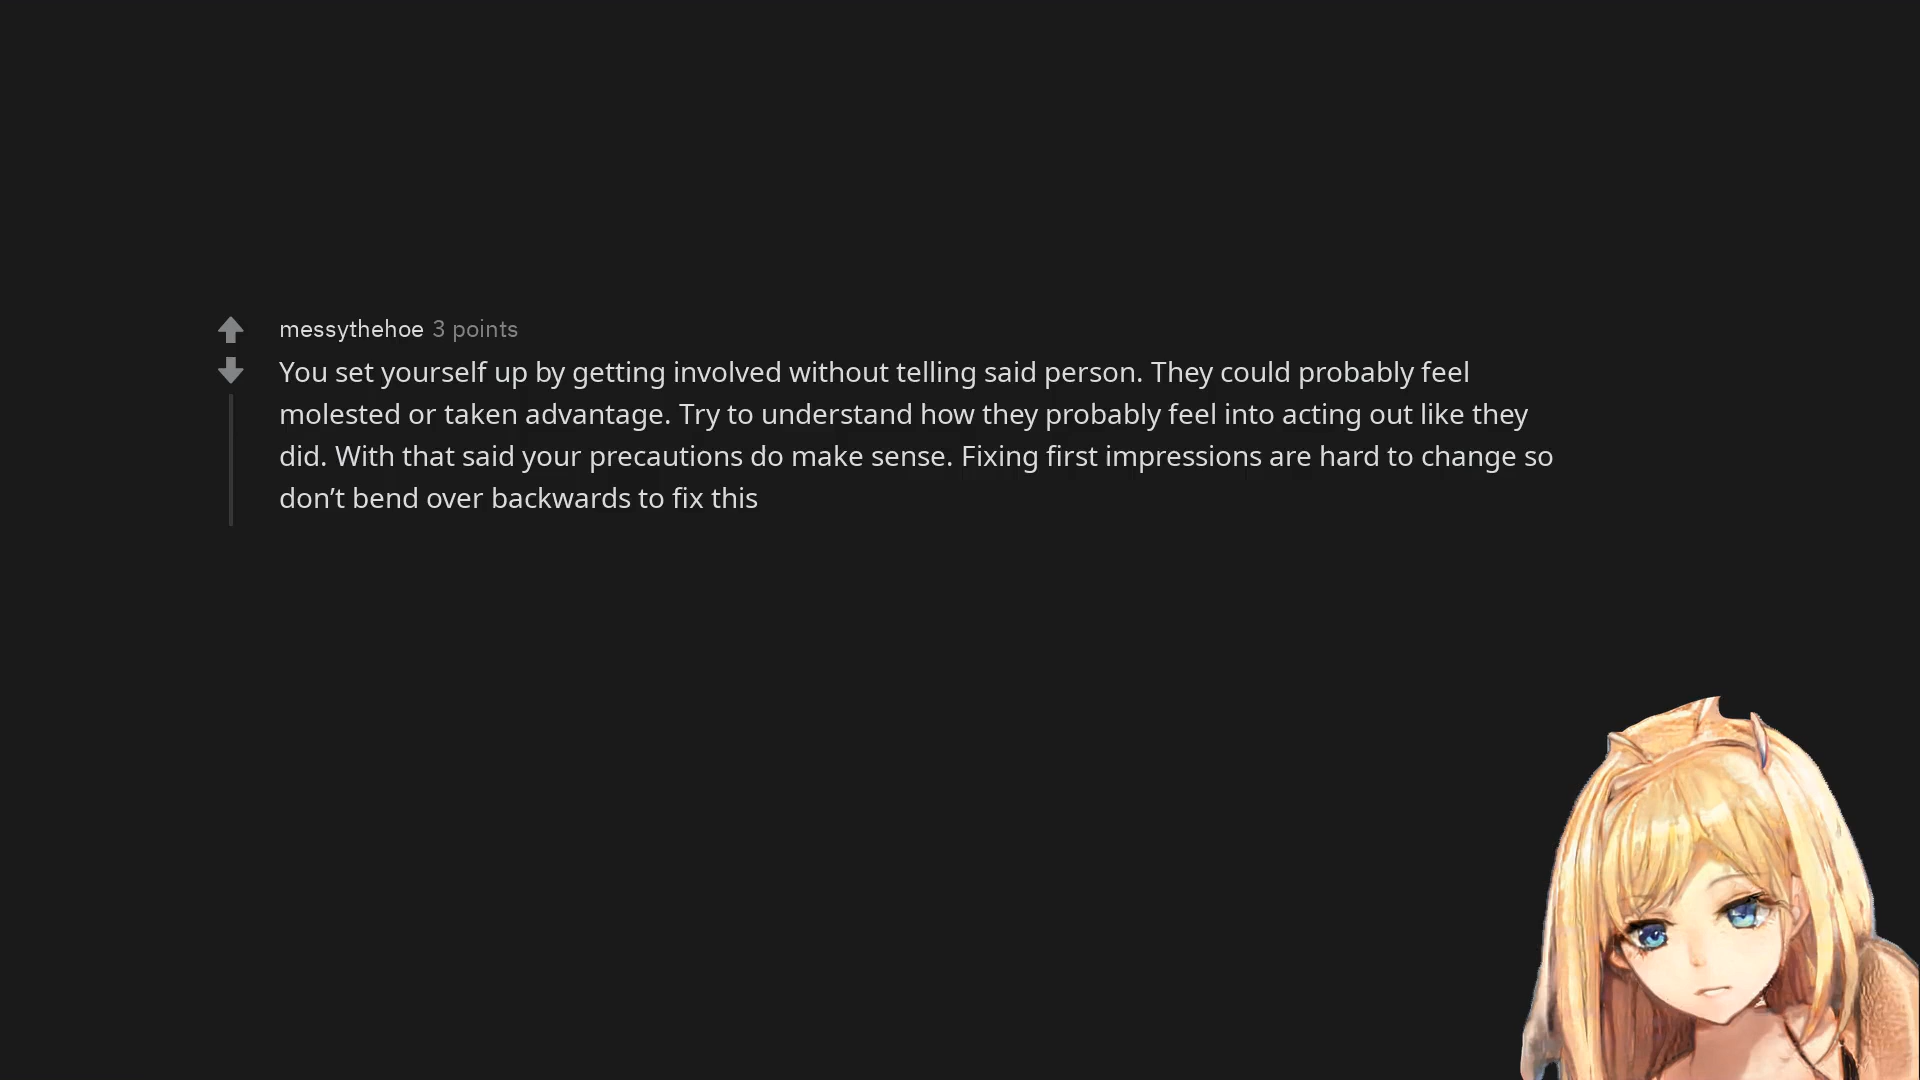 messythehoe 3 points
You set yourself up by getting involved without telling said person. They could probably feel
molested or taken advantage. Try to understand how they probably feel into acting out like they
did. With that said your precautions do make sense. Fixing first impressions are hard to change so
don’t bend over backwards to fix this